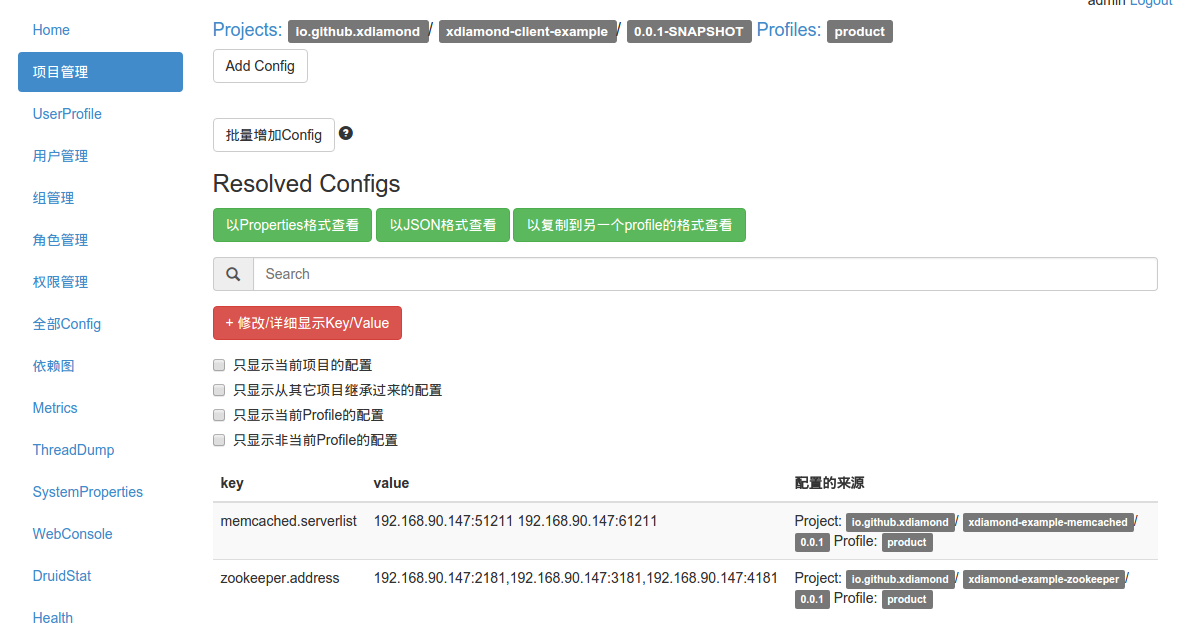 admin Logout
Home
项目管理
UserProfile
用户管理
组管理
角色管理
权限管理
全部Config
依赖图
Metrics
ThreadDump
SystemProperties
WebConsole
DruidStat
Health
Projects: io.github.xdiamond/ xdiamond-client-example/ 0.0.1-SNAPSHOT Profiles: product
Add Config
批量增加Config ?
Resolved Configs
以Properties格式查看 以JSON格式查看 以复制到另一个profile的格式查看
Search
+ 修改/详细显示Key/Value
只显示当前项目的配置
只显示从其它项目继承过来的配置
只显示当前Profile的配置
只显示非当前Profile的配置
key value 配置的来源
memcached.serverlist 192.168.90.147:51211 192.168.90.147:61211 Project: io.github.xdiamond/ xdiamond-example-memcached/
0.0.1 Profile: product
zookeeper.address 192.168.90.147:2181,192.168.90.147:3181,192.168.90.147:4181 Project: io.github.xdiamond/ xdiamond-example-zookeeper/
0.0.1 Profile: product